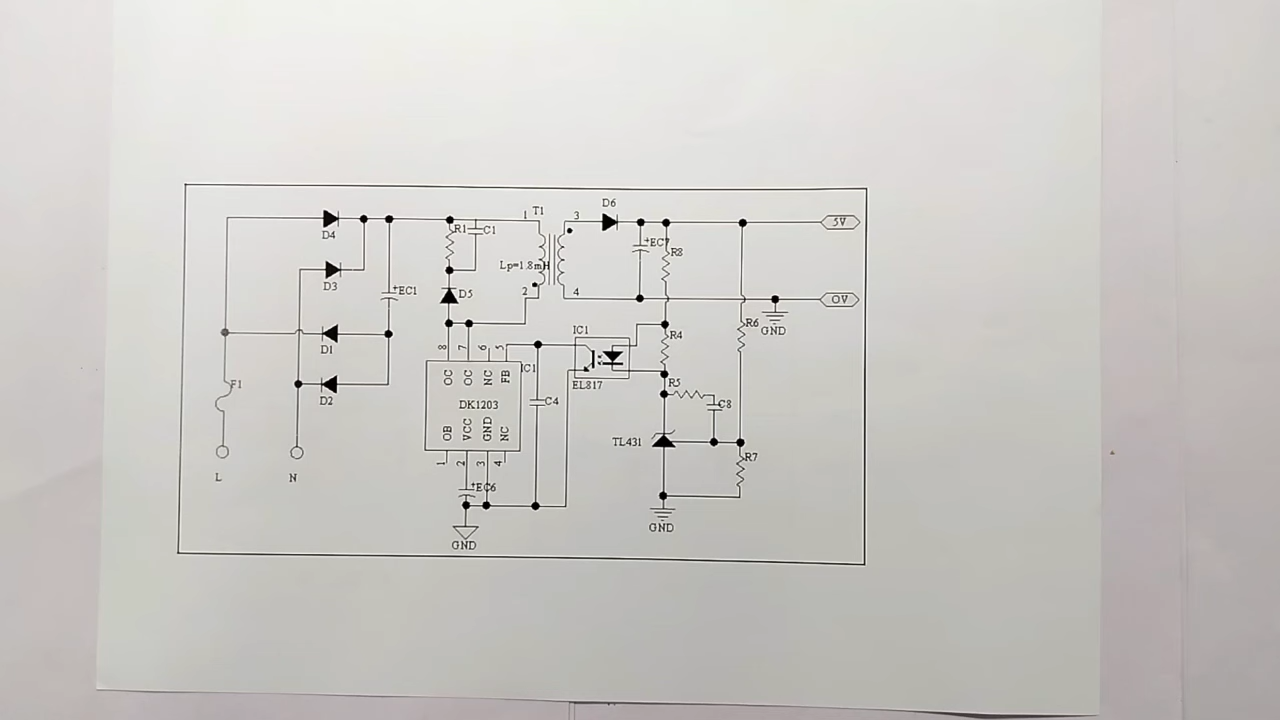 D6
1
T1
3
5V
D4
R1
C1
+EC7
R8
Lp=1.8mH
D3
+EC1
D5
2
4
0V
GND
D1
IC1
R4
R6
8
7
6
5
OC
OC
NC
FB
IC1
EL817
F1
D2
R5
DK1203
C4
C8
OB
VCC
GND
NC
TL431
R7
1
2
3
4
L
N
+EC6
GND
GND